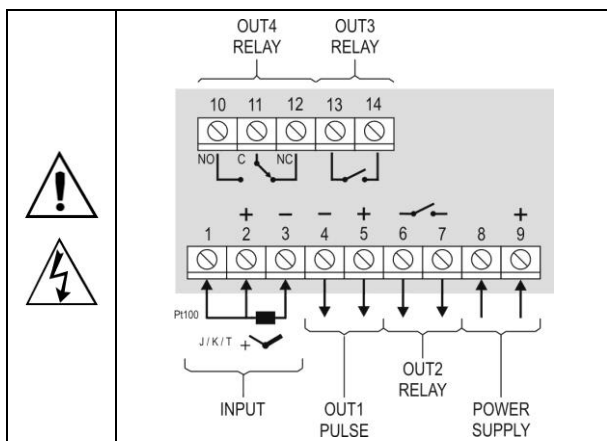 OUT4 OUT3
RELAY RELAY
10 11 12 13 14
NO C NC
+ − − + +
1 2 3 4 5 6 7 8 9
Pt100
J / K / T +
INPUT OUT1 OUT2 POWER
PULSE RELAY SUPPLY